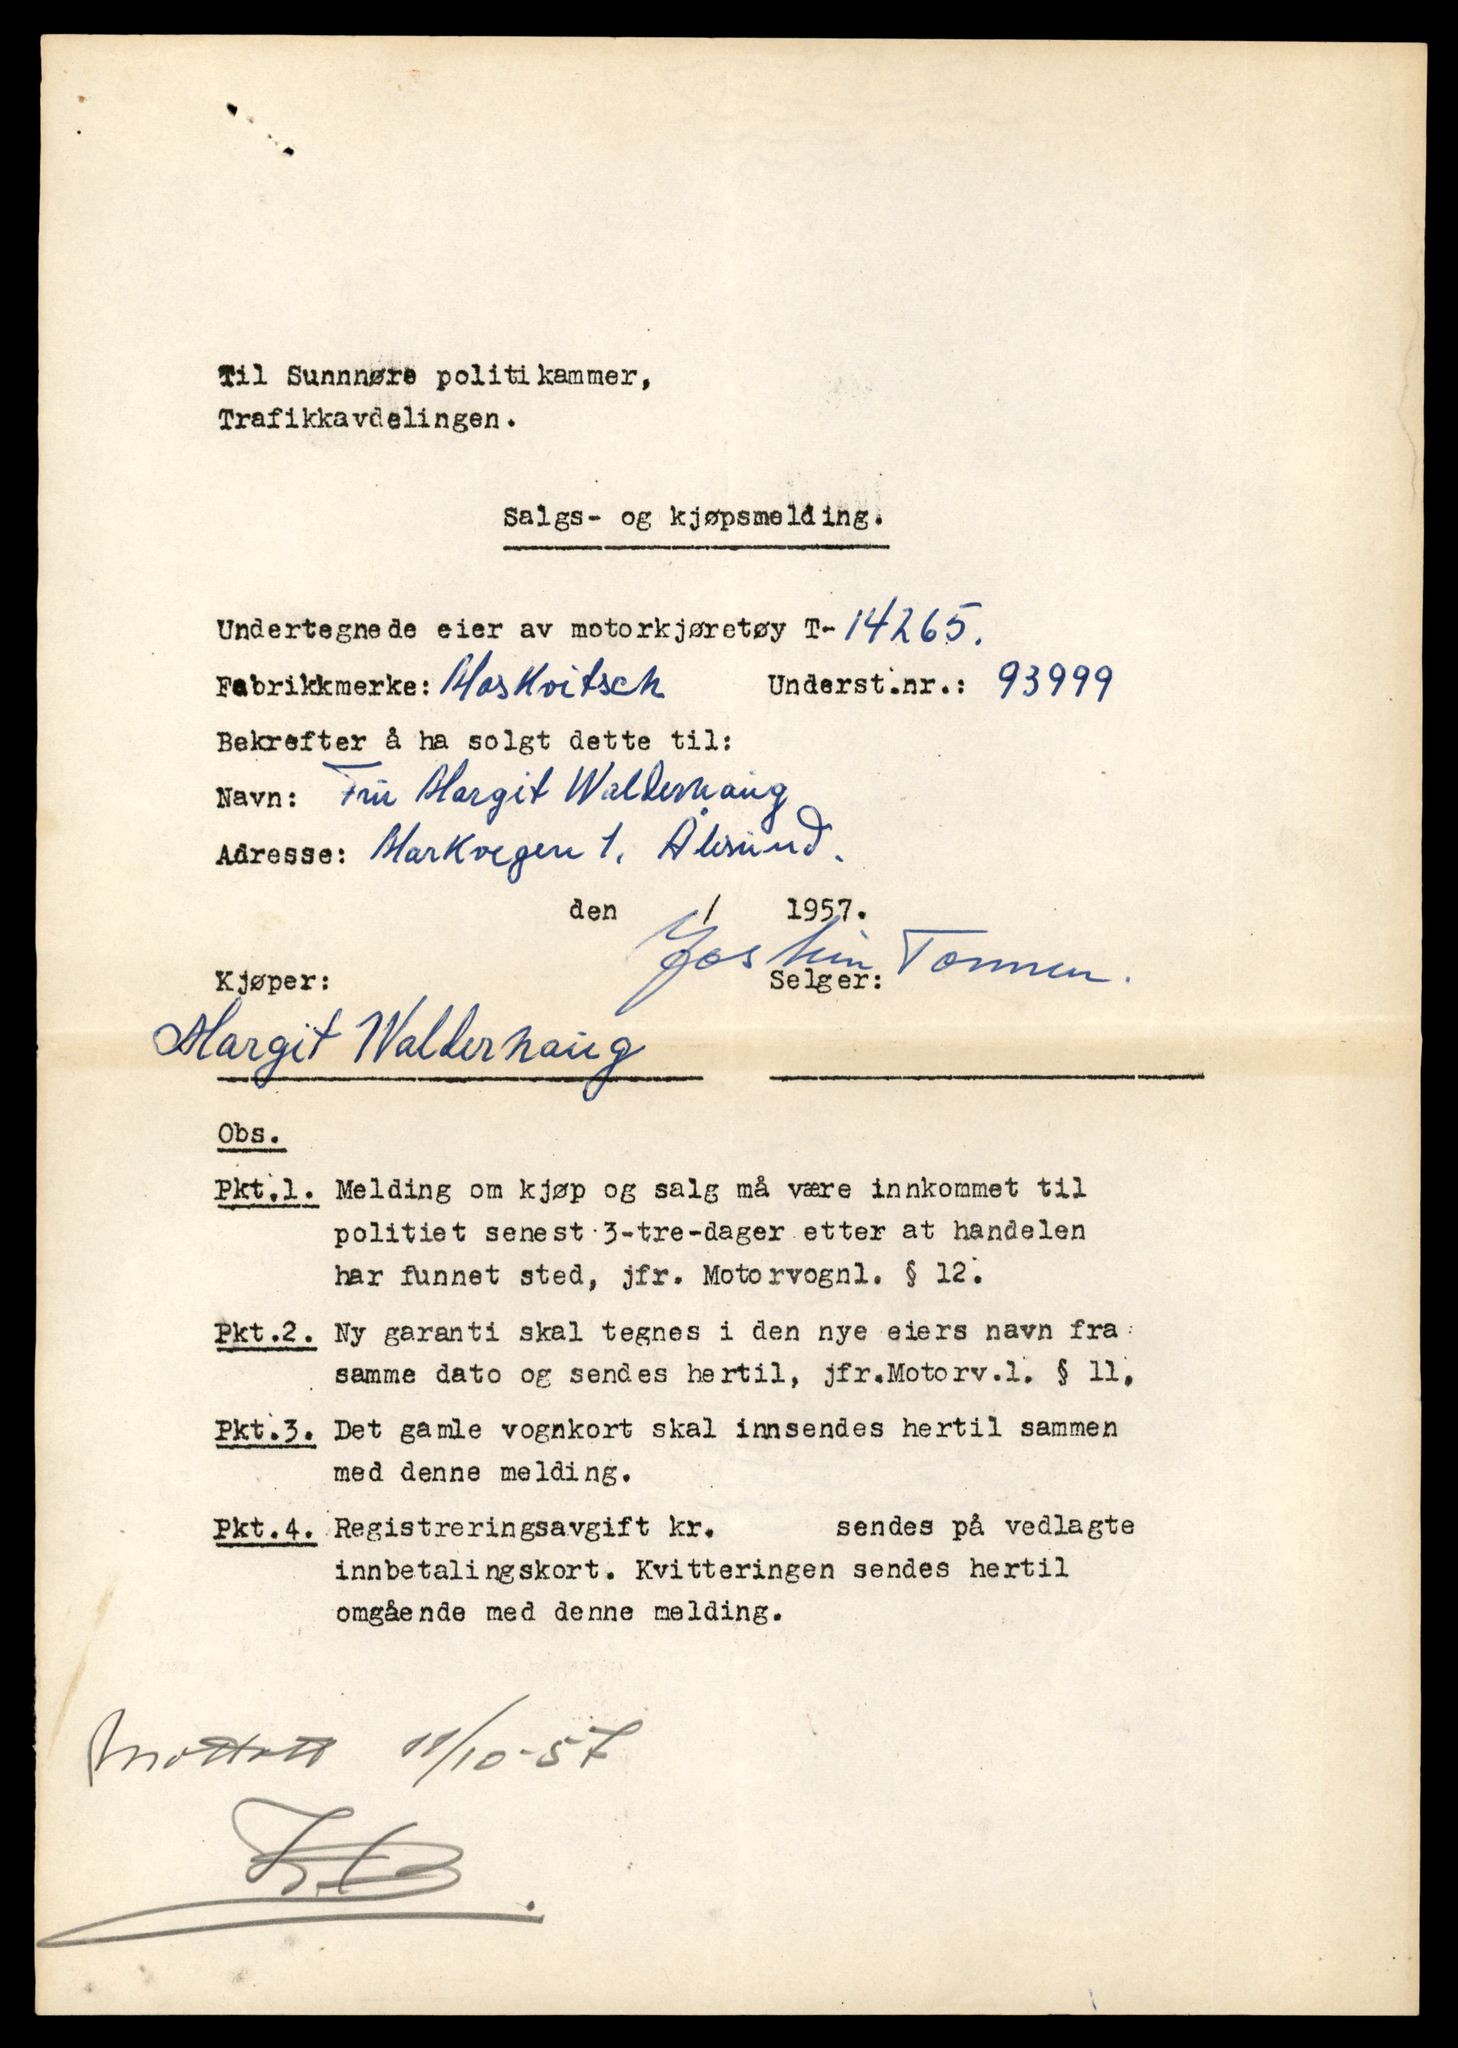 Til Sunnnøre politikammer,
Trafikkavdelingen.
Salgs- og kjøpsmelding.
Undertegnede eier av motorkjøretøy T- 14265.
Fabrikkmerke: Moskvitsch Underst.nr.: 93999
Bekrefter å ha solgt dette til:
Navn: Fru Margit Walderhaug
Adresse: Markvegen 1. Ålesund.
den / 1957.
Kjøper: Selger: Tonnen.
Margit Walderhaug
Obs.
Pkt.1. Melding om kjøp og salg må være innkommet til
politiet senest 3-tre-dager etter at handelen
har funnet sted, jfr. Motorvognl. § 12.
Pkt.2. Ny garanti skal tegnes i den nye eiers navn fra
samme dato og sendes hertil, jfr.Motorv.l. § 11.
Pkt.3. Det gamle vognkort skal innsendes hertil sammen
med denne melding.
Pkt.4. Registreringsavgift kr. sendes på vedlagte
innbetalingskort. Kvitteringen sendes hertil
omgående med denne melding.
Mottatt 11/10-57